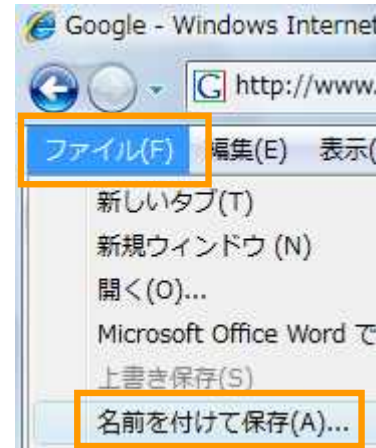 Google - Windows Internet
http://www.
ファイル(F) 編集(E) 表示(
新しいタブ(T)
新規ウィンドウ (N)
開く(O)...
Microsoft Office Word で
上書き保存(S)
名前を付けて保存(A)...